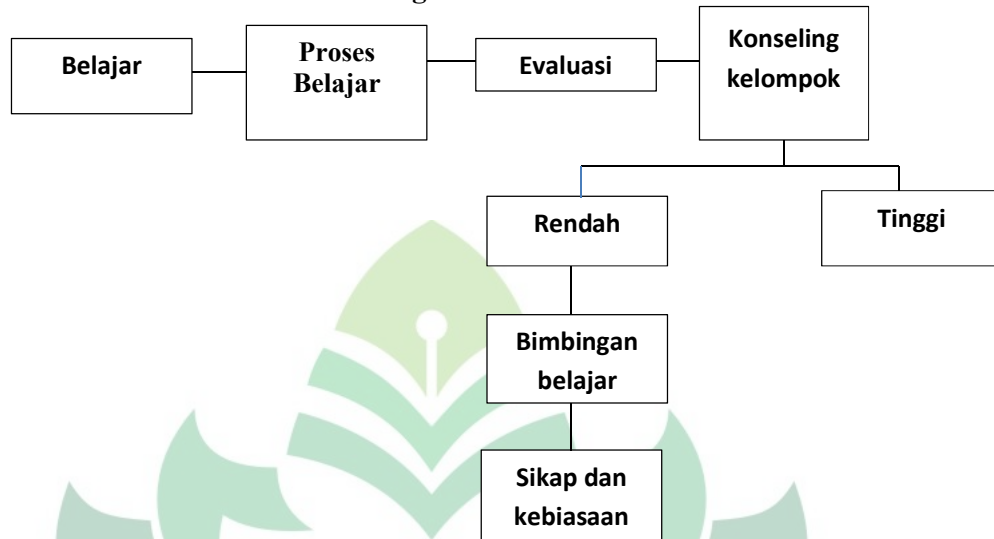 Belajar
Proses
Belajar
Evaluasi
Konseling
kelompok
Rendah
Tinggi
Bimbingan
belajar
Sikap dan
kebiasaan